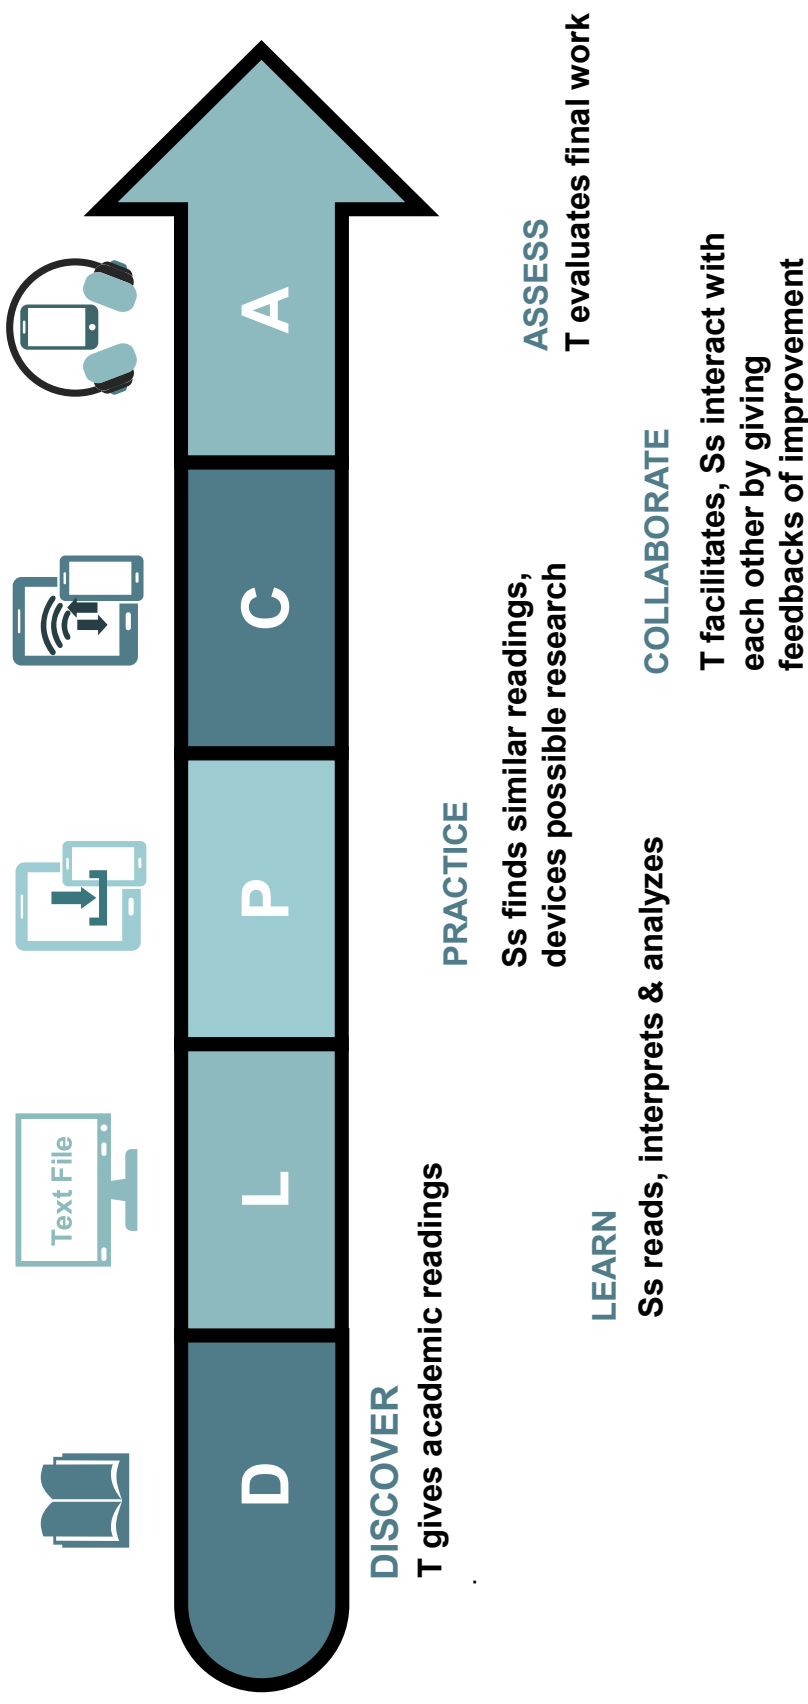 Text File
D
L
P
C
A
DISCOVER
T gives academic readings
.
LEARN
Ss reads, interprets & analyzes
PRACTICE
Ss finds similar readings,
devices possible research
COLLABORATE
T facilitates, Ss interact with
each other by giving
feedbacks of improvement
ASSESS
T evaluates final work